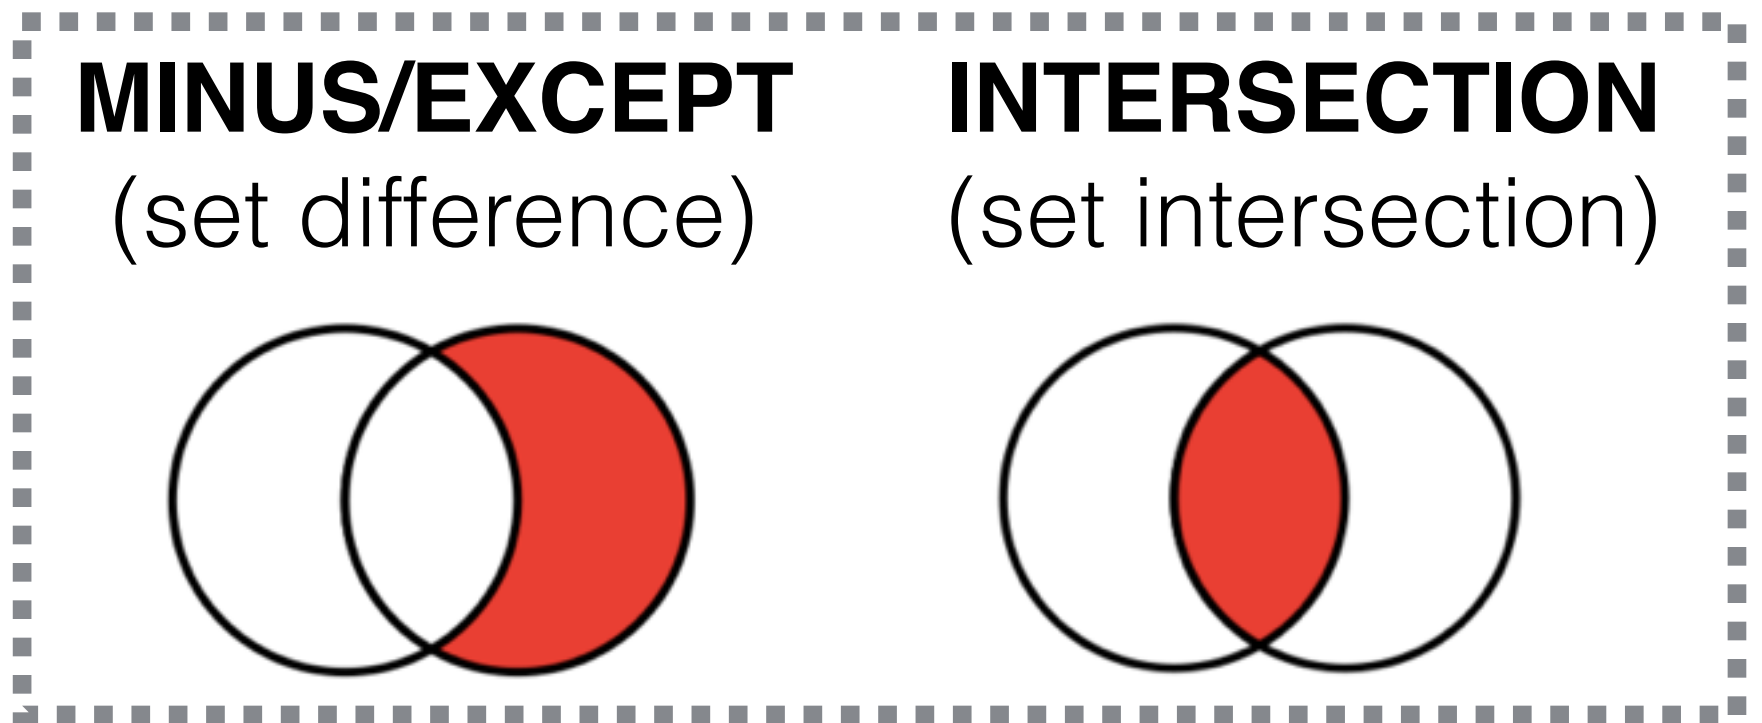 MINUS/EXCEPT
(set difference)
INTERSECTION
(set intersection)